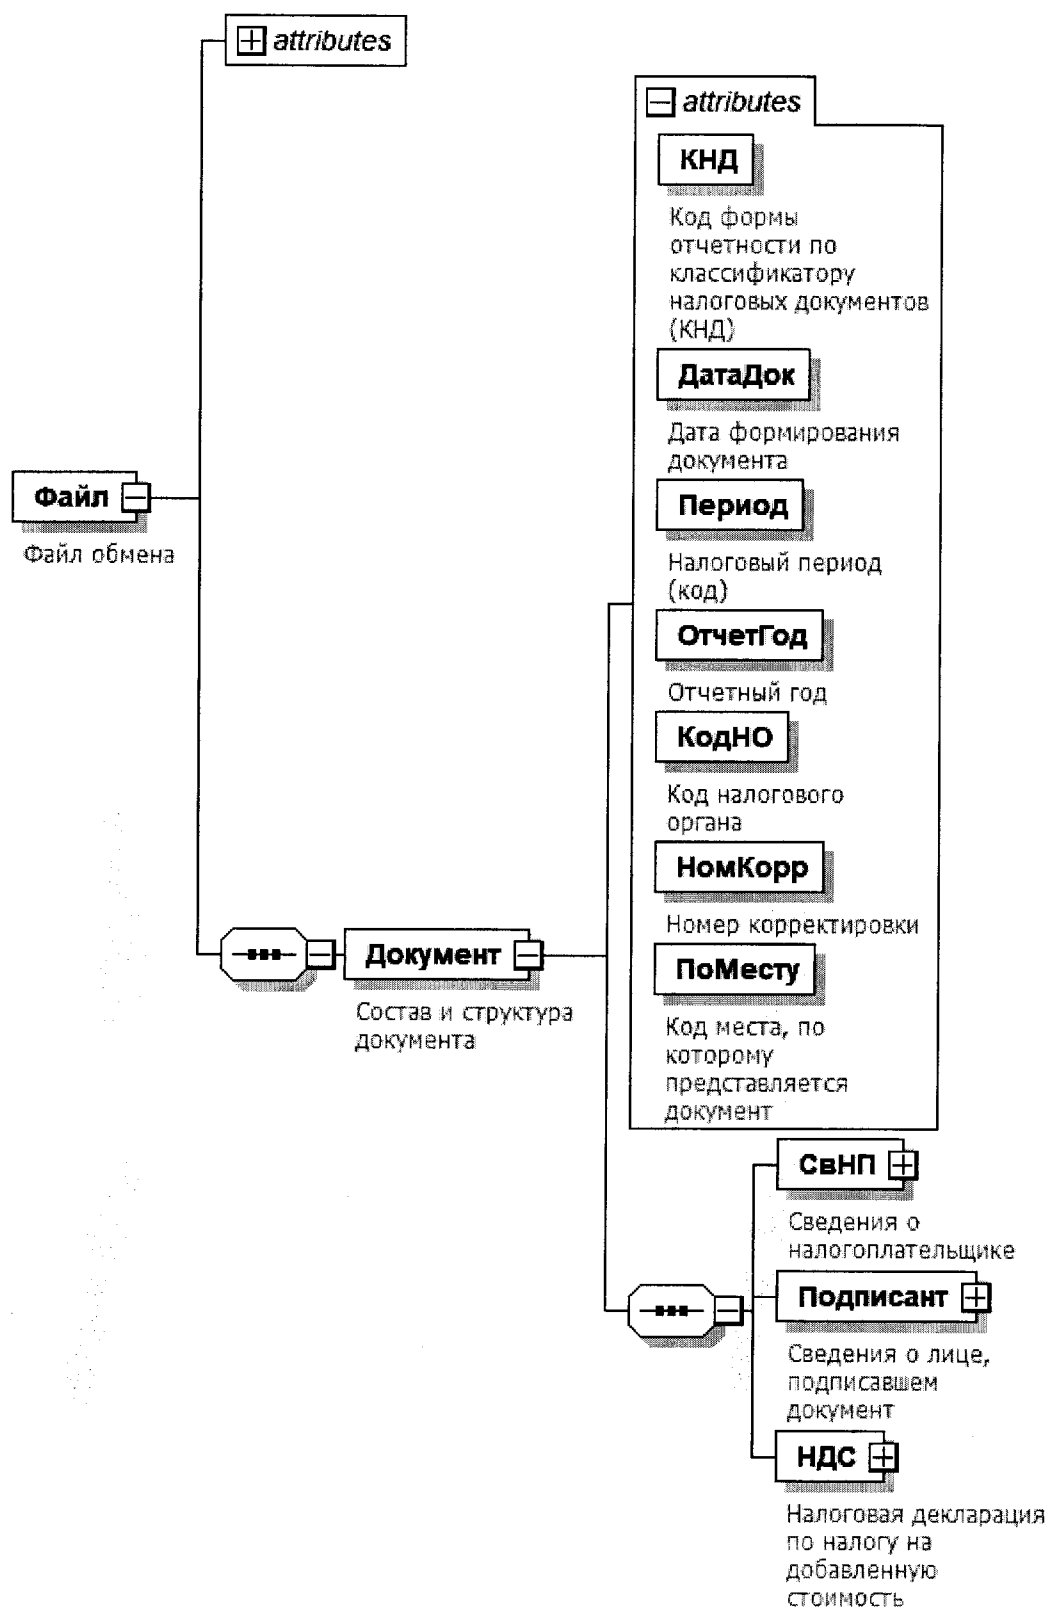 attributes
attributes
КНД
Код формы
отчетности по
классификатору
налоговых документов
(КНД)
ДатаДок
Дата формирования
документа
Период
Налоговый период
(код)
ОтчетГод
Отчетный год
КодНО
Код налогового
органа
НомКорр
Номер корректировки
ПоМесту
Код места, по
которому
представляется
документ
Файл
Файл обмена
Документ
Состав и структура
документа
СвНП
Сведения о
налогоплательщике
Подписант
Сведения о лице,
подписавшем
документ
НДС
Налоговая декларация
по налогу на
добавленную
стоимость